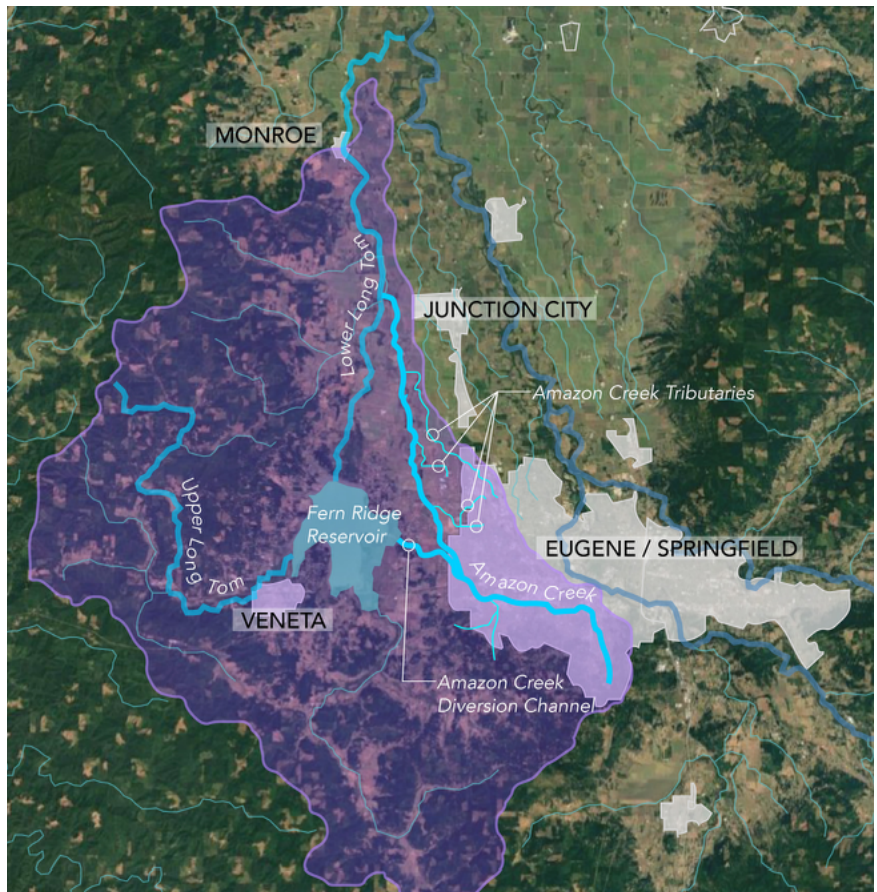 MONROE
Lower Long Tom
JUNCTION CITY
Amazon Creek Tributaries
Upper Long Tom
Fern Ridge
Reservoir
EUGENE / SPRINGFIELD
Amazon Creek
VENETA
Amazon Creek
Diversion Channel